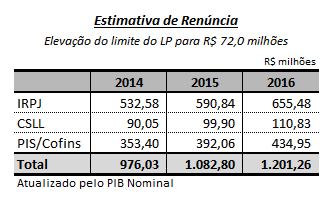 Estimativa de Renúncia
Elevação do limite do LP para R$ 72,0 milhões
R$ milhões
2014 2015 2016
IRPJ 532,58 590,84 655,48
CSLL 90,05 99,90 110,83
PIS/Cofins 353,40 392,06 434,95
Total 976,03 1.082,80 1.201,26
Atualizado pelo PIB Nominal